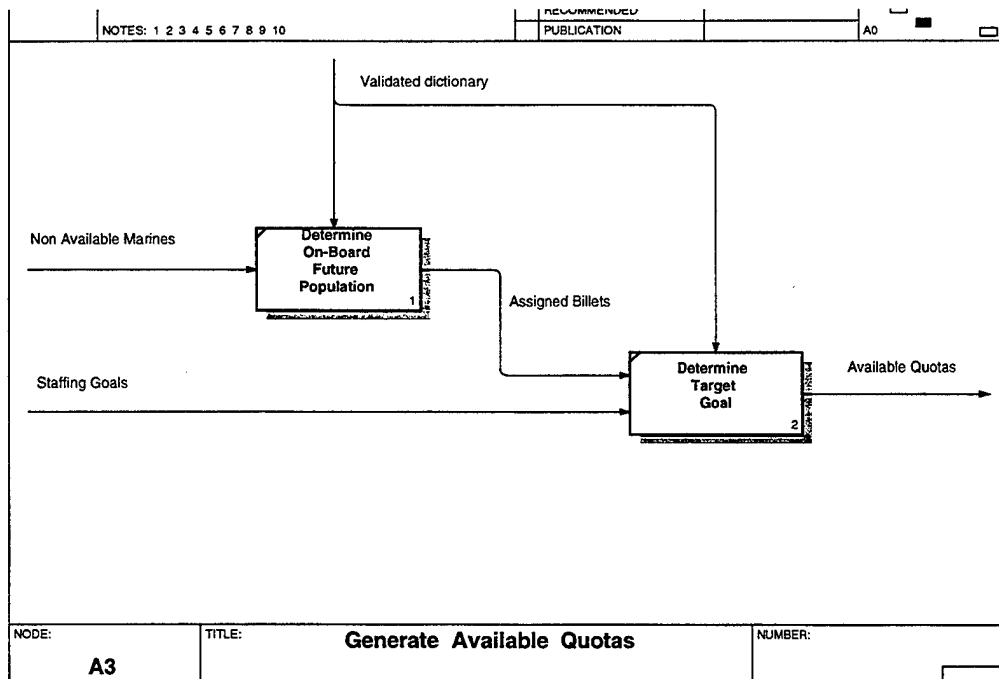 RECOMMENDED
NOTES: 1 2 3 4 5 6 7 8 9 10
PUBLICATION
A0
Validated dictionary
Non Available Marines
Determine
On-Board
Future
Population
1
Assigned Billets
Staffing Goals
Determine
Target
Goal
2
Available Quotas
NODE:
A3
TITLE:
Generate Available Quotas
NUMBER: